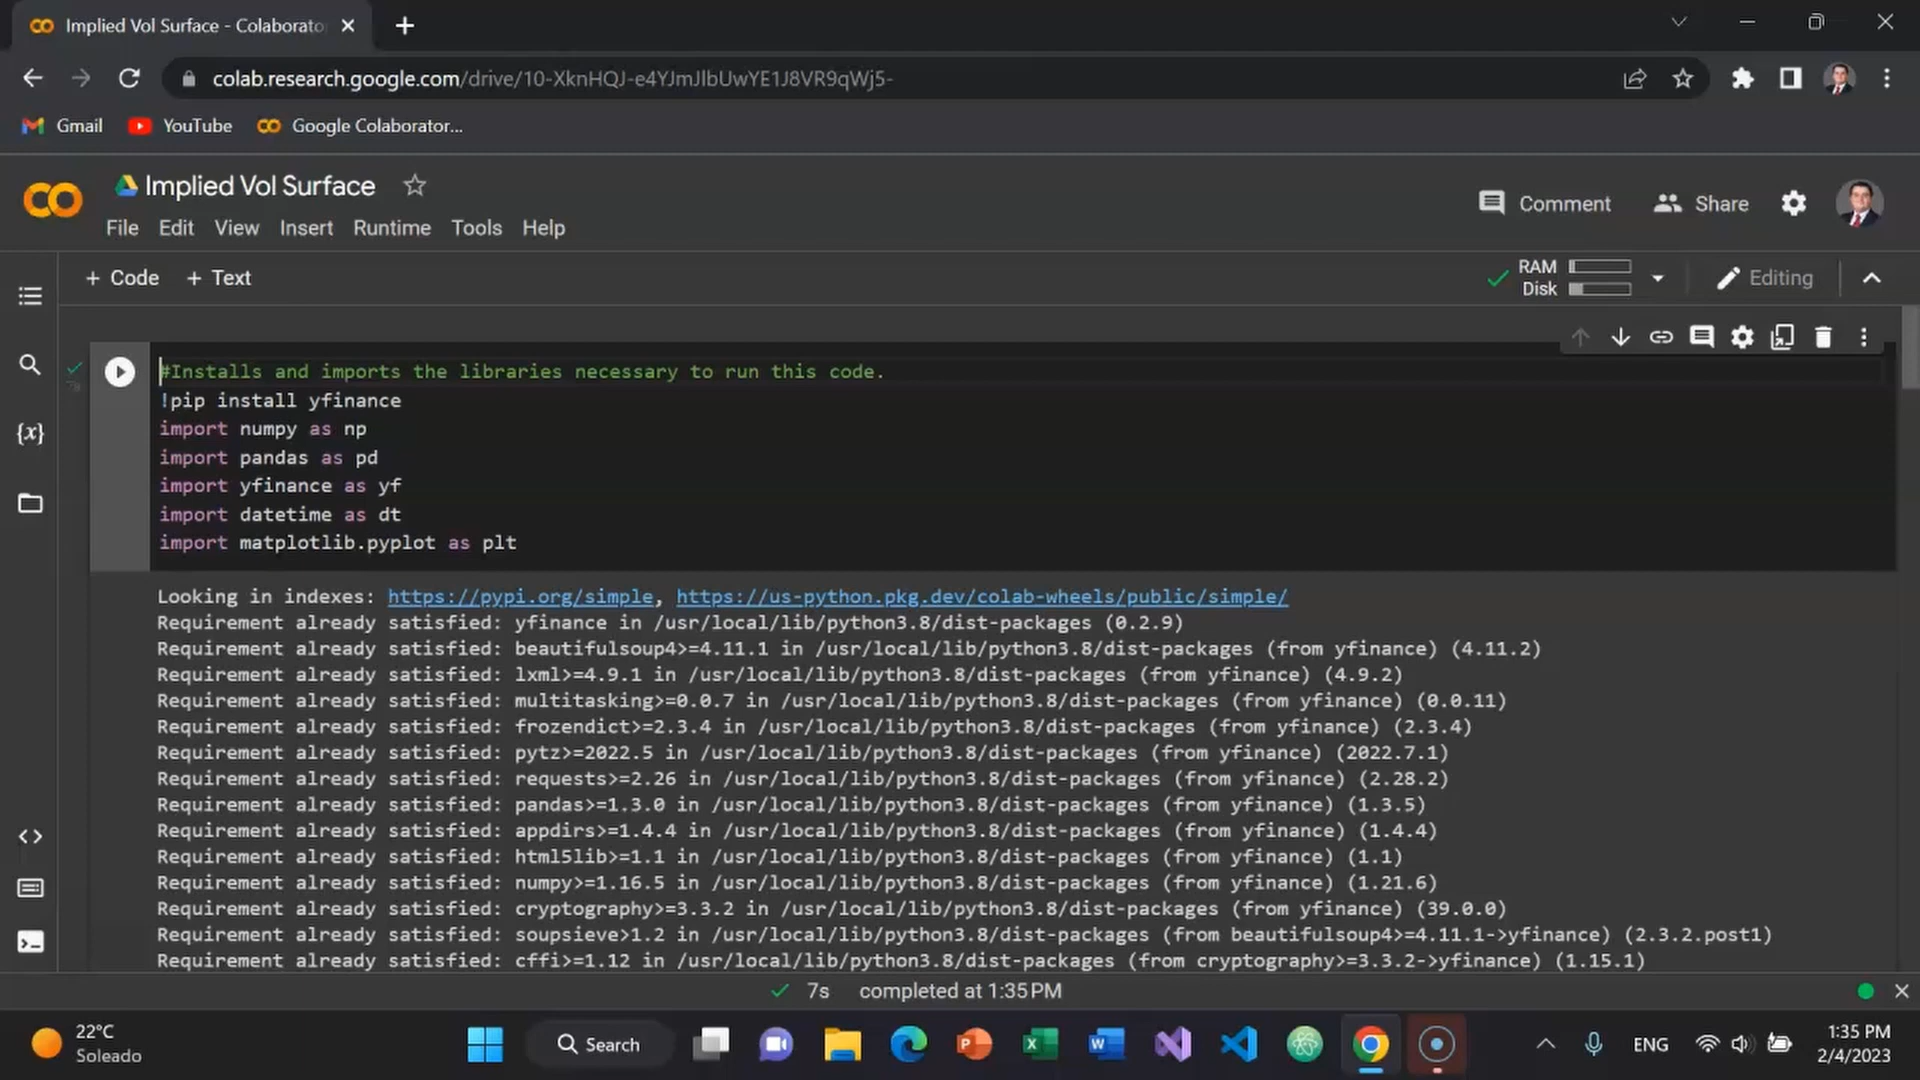 Implied Vol Surface - Colaborato
colab.research.google.com/drive/10-XknHQJ-e4YJmJlbUwYE1J8VR9qWj5-
Gmail YouTube Google Colaborator...
Implied Vol Surface
Comment Share
File Edit View Insert Runtime Tools Help
+ Code + Text
RAM
Disk
Editing
#Installs and imports the libraries necessary to run this code.
!pip install yfinance
import numpy as np
import pandas as pd
import yfinance as yf
import datetime as dt
import matplotlib.pyplot as plt
Looking in indexes: https://pypi.org/simple, https://us-python.pkg.dev/colab-wheels/public/simple/
Requirement already satisfied: yfinance in /usr/local/lib/python3.8/dist-packages (0.2.9)
Requirement already satisfied: beautifulsoup4>=4.11.1 in /usr/local/lib/python3.8/dist-packages (from yfinance) (4.11.2)
Requirement already satisfied: lxml>=4.9.1 in /usr/local/lib/python3.8/dist-packages (from yfinance) (4.9.2)
Requirement already satisfied: multitasking>=0.0.7 in /usr/local/lib/python3.8/dist-packages (from yfinance) (0.0.11)
Requirement already satisfied: frozendict>=2.3.4 in /usr/local/lib/python3.8/dist-packages (from yfinance) (2.3.4)
Requirement already satisfied: pytz>=2022.5 in /usr/local/lib/python3.8/dist-packages (from yfinance) (2022.7.1)
Requirement already satisfied: requests>=2.26 in /usr/local/lib/python3.8/dist-packages (from yfinance) (2.28.2)
Requirement already satisfied: pandas>=1.3.0 in /usr/local/lib/python3.8/dist-packages (from yfinance) (1.3.5)
Requirement already satisfied: appdirs>=1.4.4 in /usr/local/lib/python3.8/dist-packages (from yfinance) (1.4.4)
Requirement already satisfied: html5lib>=1.1 in /usr/local/lib/python3.8/dist-packages (from yfinance) (1.1)
Requirement already satisfied: numpy>=1.16.5 in /usr/local/lib/python3.8/dist-packages (from yfinance) (1.21.6)
Requirement already satisfied: cryptography>=3.3.2 in /usr/local/lib/python3.8/dist-packages (from yfinance) (39.0.0)
Requirement already satisfied: soupsieve>1.2 in /usr/local/lib/python3.8/dist-packages (from beautifulsoup4>=4.11.1->yfinance) (2.3.2.post1)
Requirement already satisfied: cffi>=1.12 in /usr/local/lib/python3.8/dist-packages (from cryptography>=3.3.2->yfinance) (1.15.1)
7s completed at 1:35 PM
22°C
Soleado
Search
ENG
1:35 PM
2/4/2023